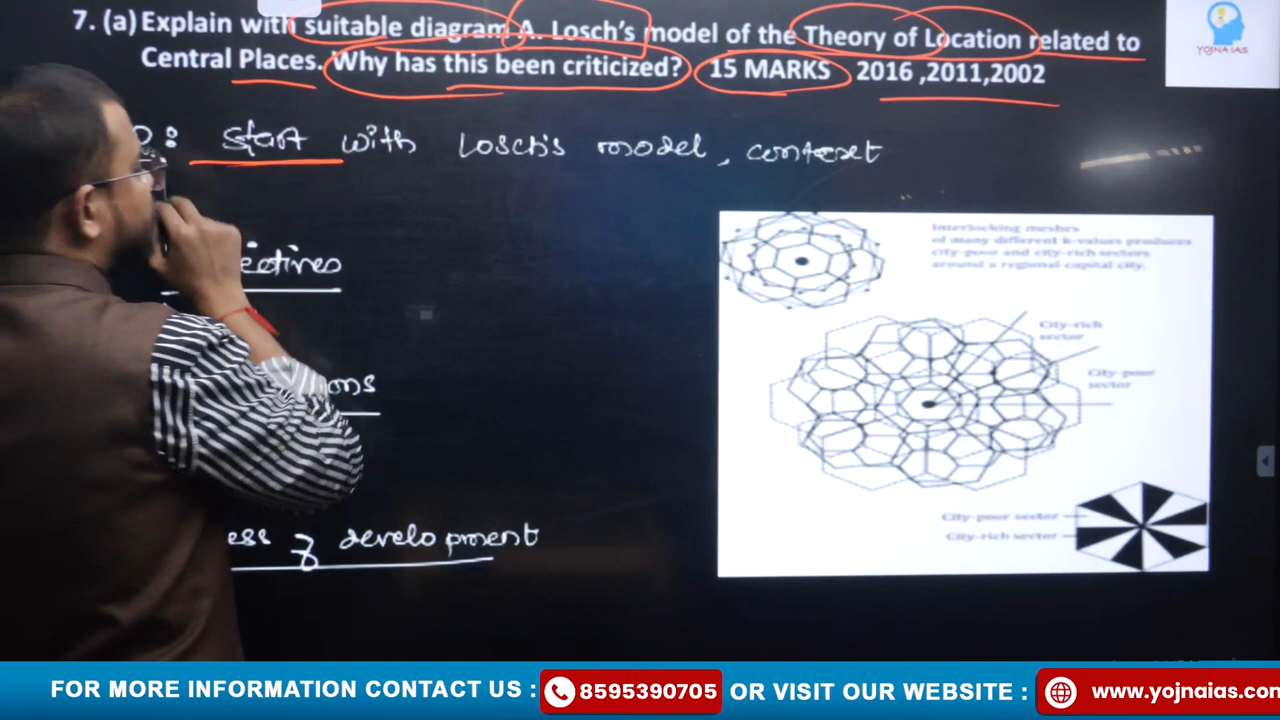 7. (a) Explain with suitable diagram A. Losch's model of the Theory of Location related to
Central Places. Why has this been criticized? 15 MARKS 2016 ,2011,2002
YOJNA IAS
: Start with Losch's model, context
ectives
ons
ess of development
Interlocking meshes
of many different k-values produces
city-poor and city-rich sectors
around a regional capital city.
City-rich
sector
City-poor
sector
City-poor sector
City-rich sector
FOR MORE INFORMATION CONTACT US : 8595390705 OR VISIT OUR WEBSITE : www.yojnaias.con